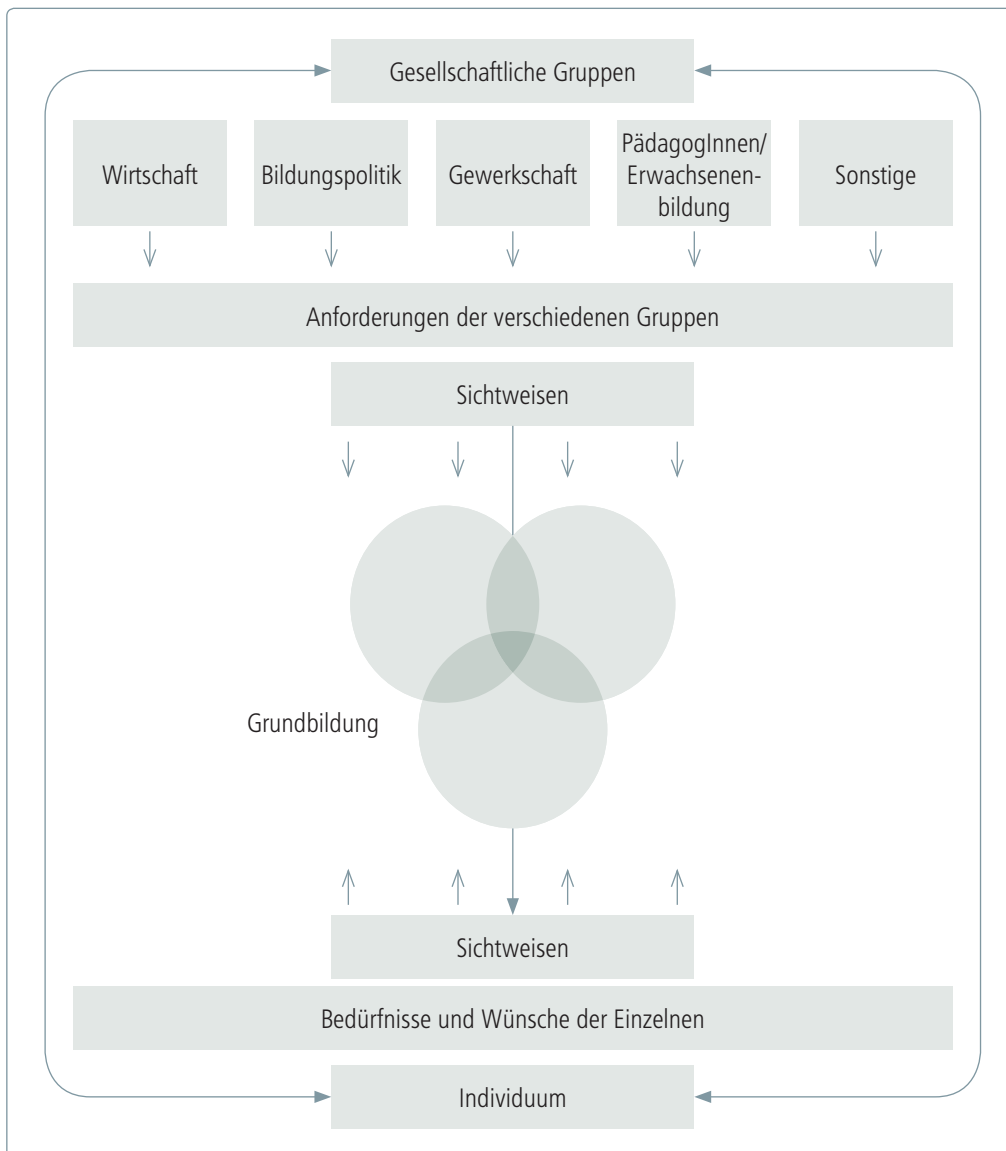 Gesellschaftliche Gruppen
Wirtschaft
Bildungspolitik
Gewerkschaft
PädagogInnen/
Erwachsenen-
bildung
Sonstige
Anforderungen der verschiedenen Gruppen
Sichtweisen
Grundbildung
Sichtweisen
Bedürfnisse und Wünsche der Einzelnen
Individuum